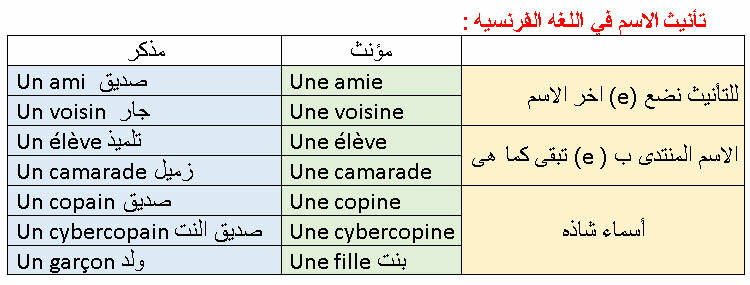 تأنيث الاسم في اللغه الفرنسيه :
مؤنث مذكر
للتأنيث نضع (e) اخر الاسم
Une amie Un ami صديق
Une voisine Un voisin جار
الاسم المنتدى ب ( e ) تبقى كما هى
Une élève Un élève تلميذ
Une camarade Un camarade زميل
أسماء شاذه
Une copine Un copain صديق
Une cybercopine Un cybercopain صديق النت
Une fille بنت Un garçon ولد